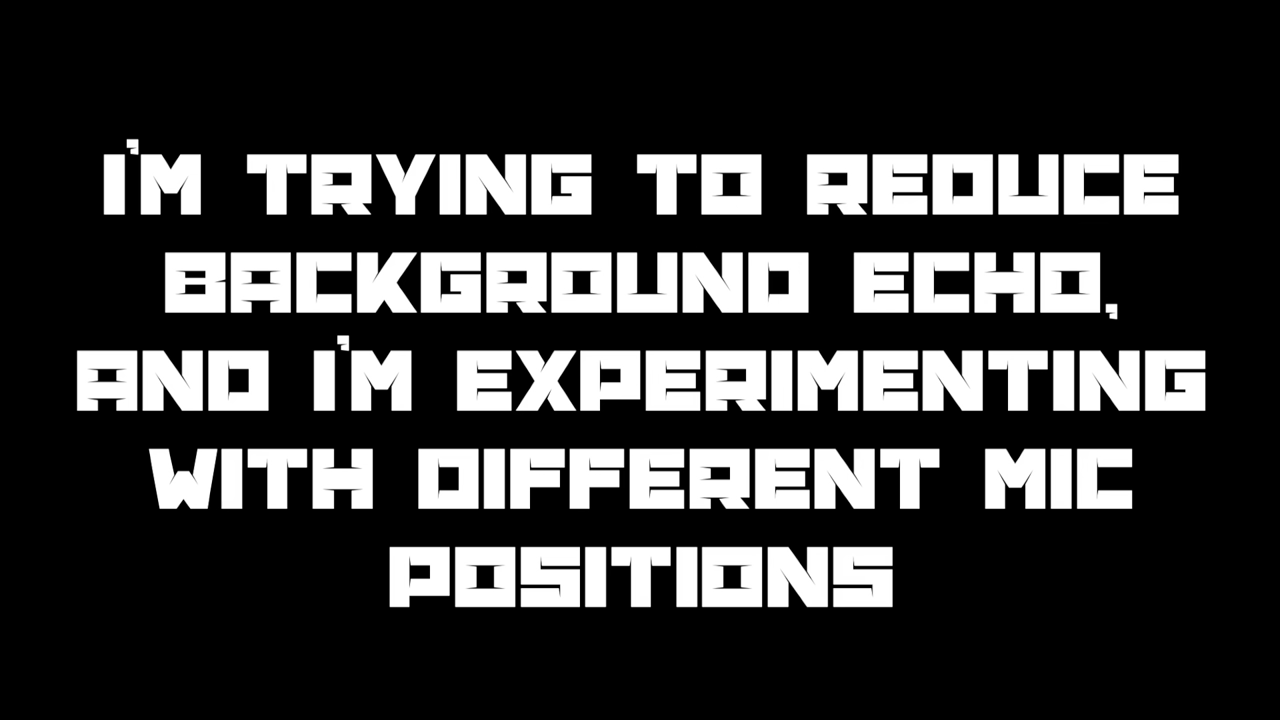 I'M TRYING TO REDUCE
BACKGROUND ECHO,
AND I'M EXPERIMENTING
WITH DIFFERENT MIC
POSITIONS